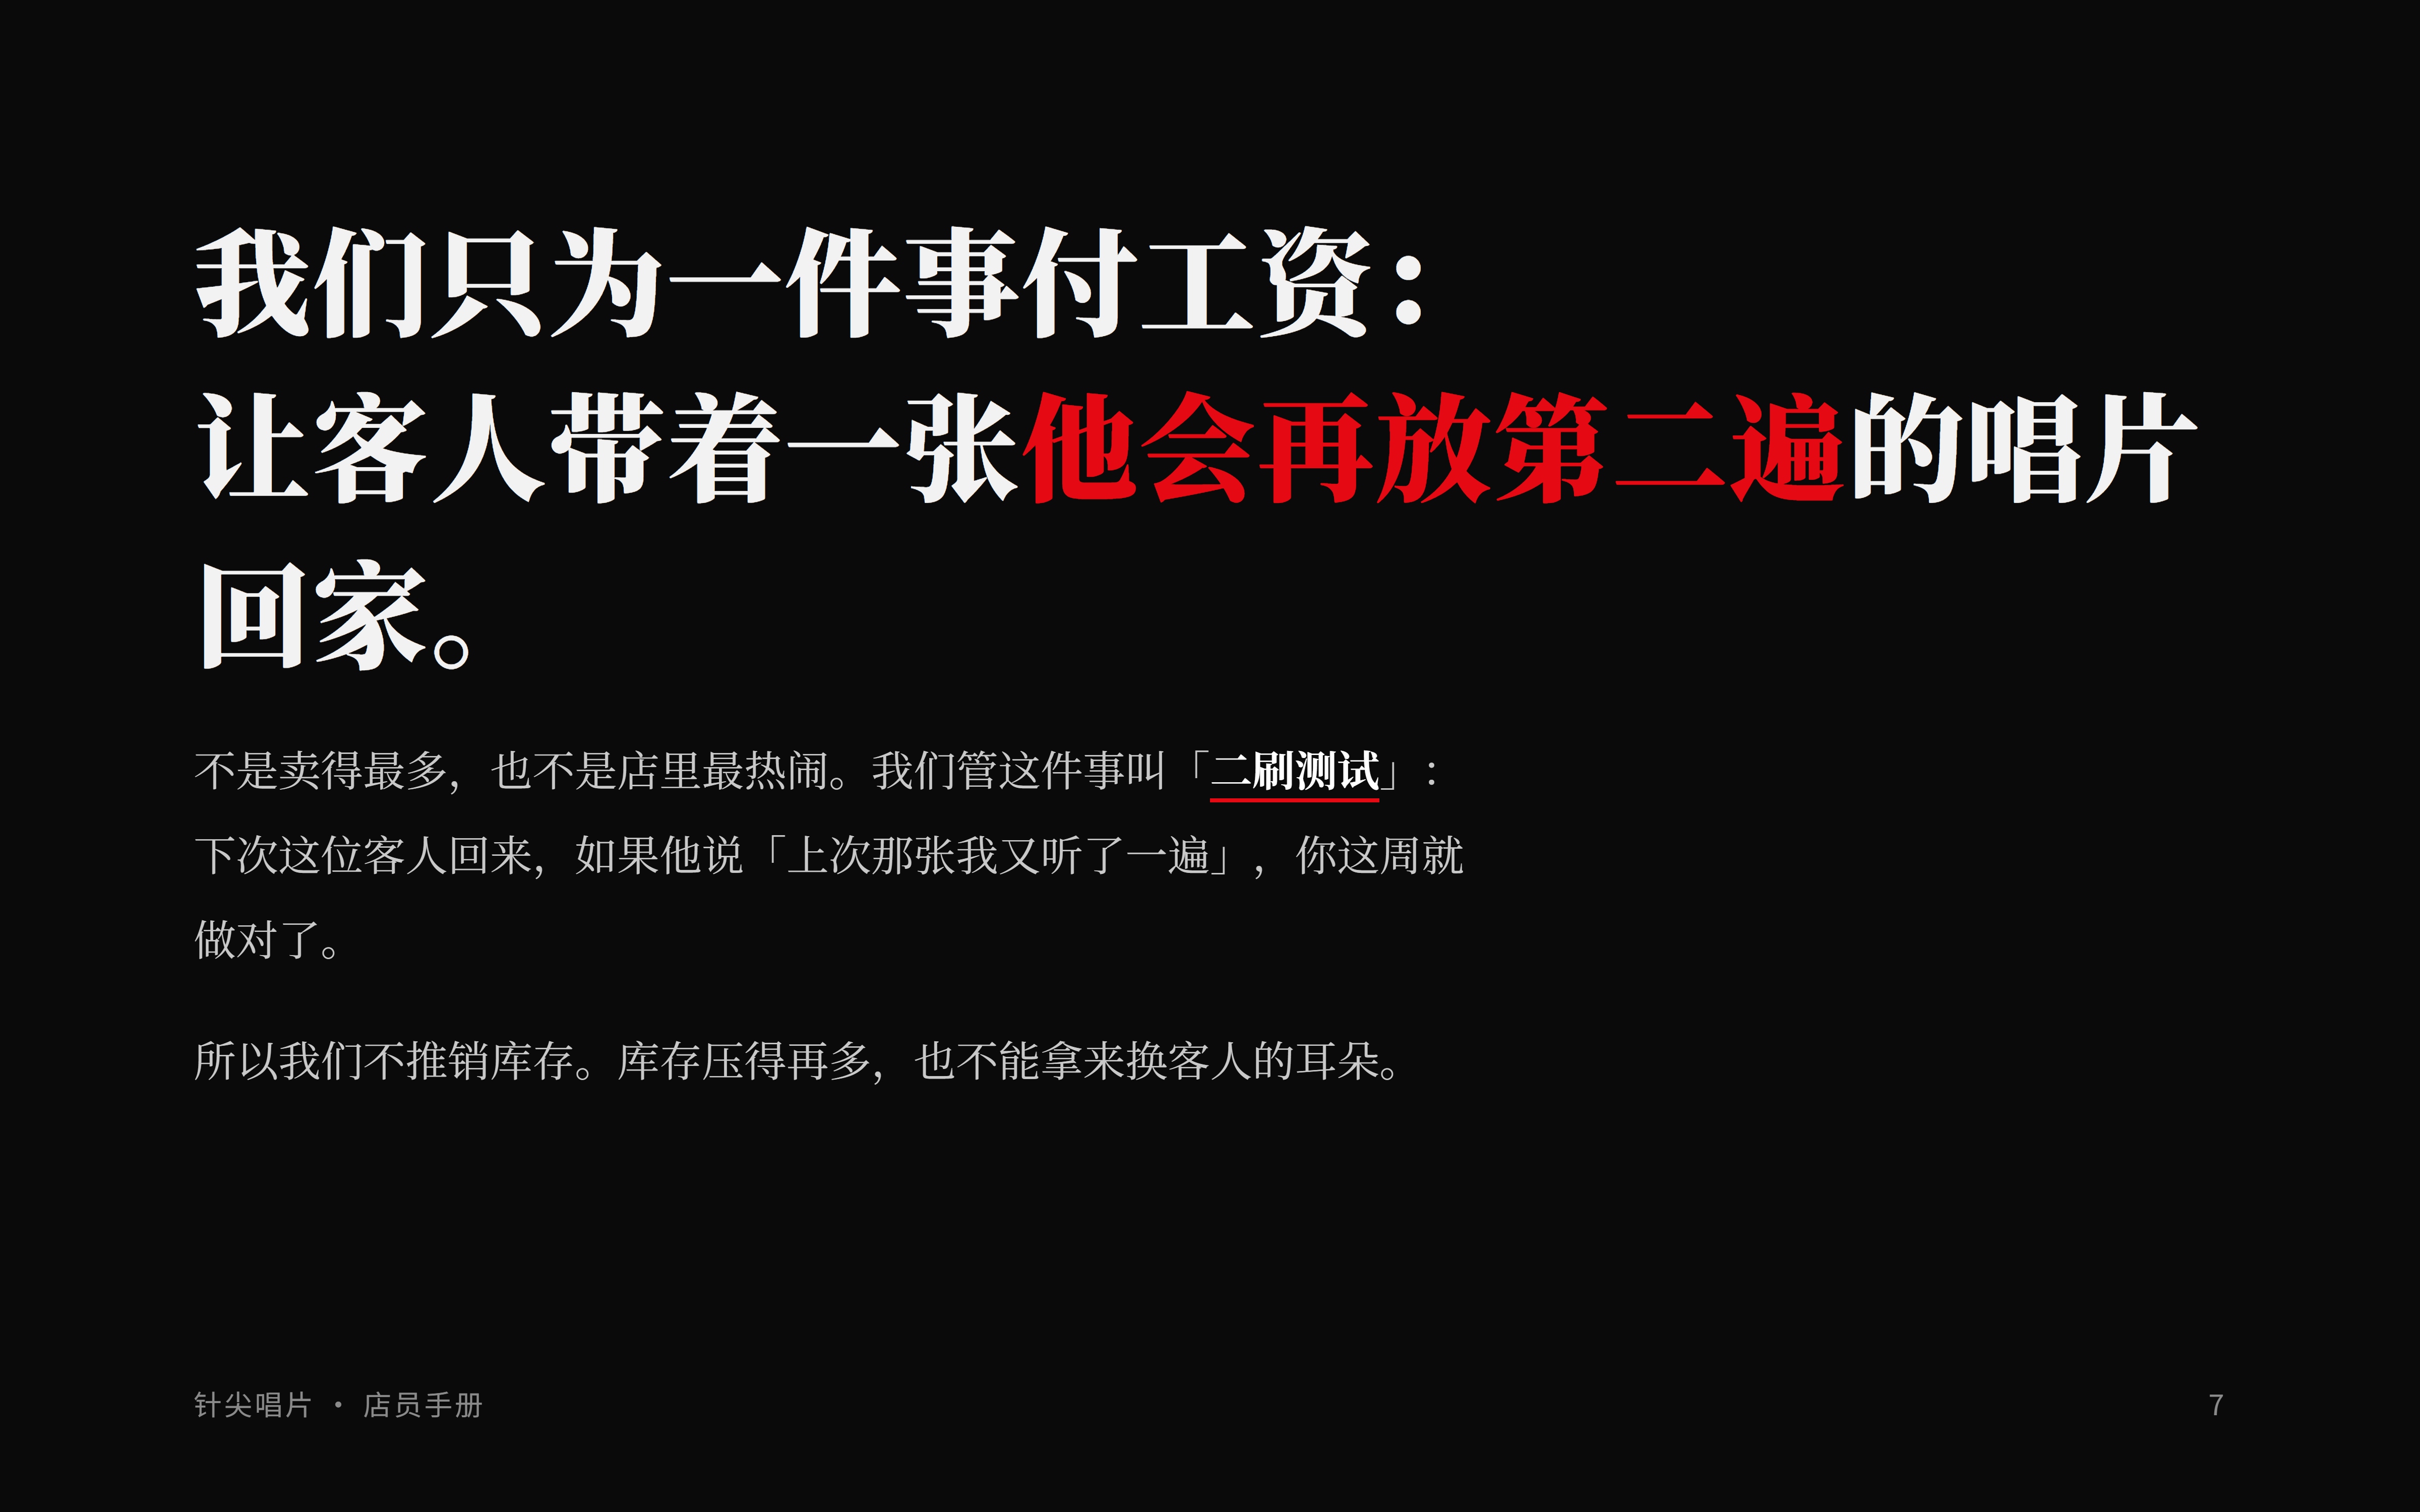 我们只为一件事付工资：
让客人带着一张他会再放第二遍的唱片
回家。
不是卖得最多，也不是店里最热闹。我们管这件事叫「二刷测试」：
下次这位客人回来，如果他说「上次那张我又听了一遍」，你这周就
做对了。
所以我们不推销库存。库存压得再多，也不能拿来换客人的耳朵。
针尖唱片 · 店员手册
7